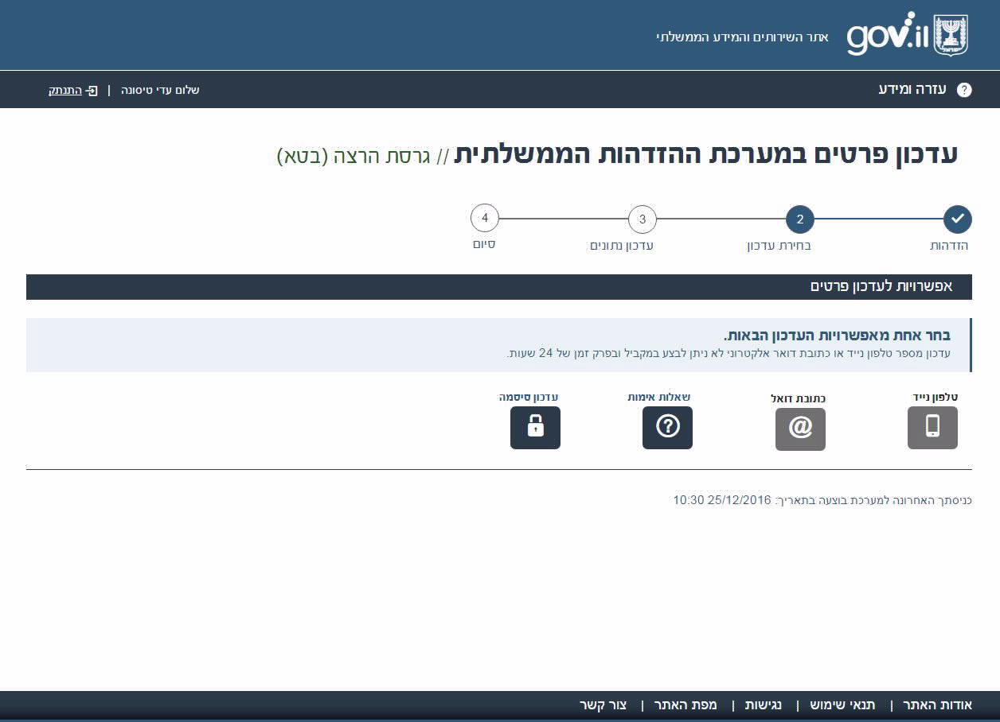 gov.il אתר השירותים והמידע הממשלתי
? עזרה ומידע
שלום עדי טיסונה | התנתק
עדכון פרטים במערכת ההזדהות הממשלתית // גרסת הרצה (בטא)
2 3 4
הזדהות בחירת עדכון עדכון נתונים סיום
אפשרויות לעדכון פרטים
בחר אחת מאפשרויות העדכון הבאות.
עדכון מספר טלפון נייד או כתובת דואר אלקטרוני לא ניתן לבצע במקביל ובפרק זמן של 24 שעות.
טלפון נייד כתובת דואל שאלות אימות עדכון סיסמה
@ ?
כניסתך האחרונה למערכת בוצעה בתאריך: 25/12/2016 10:30
אודות האתר | תנאי שימוש | נגישות | מפת האתר | צור קשר